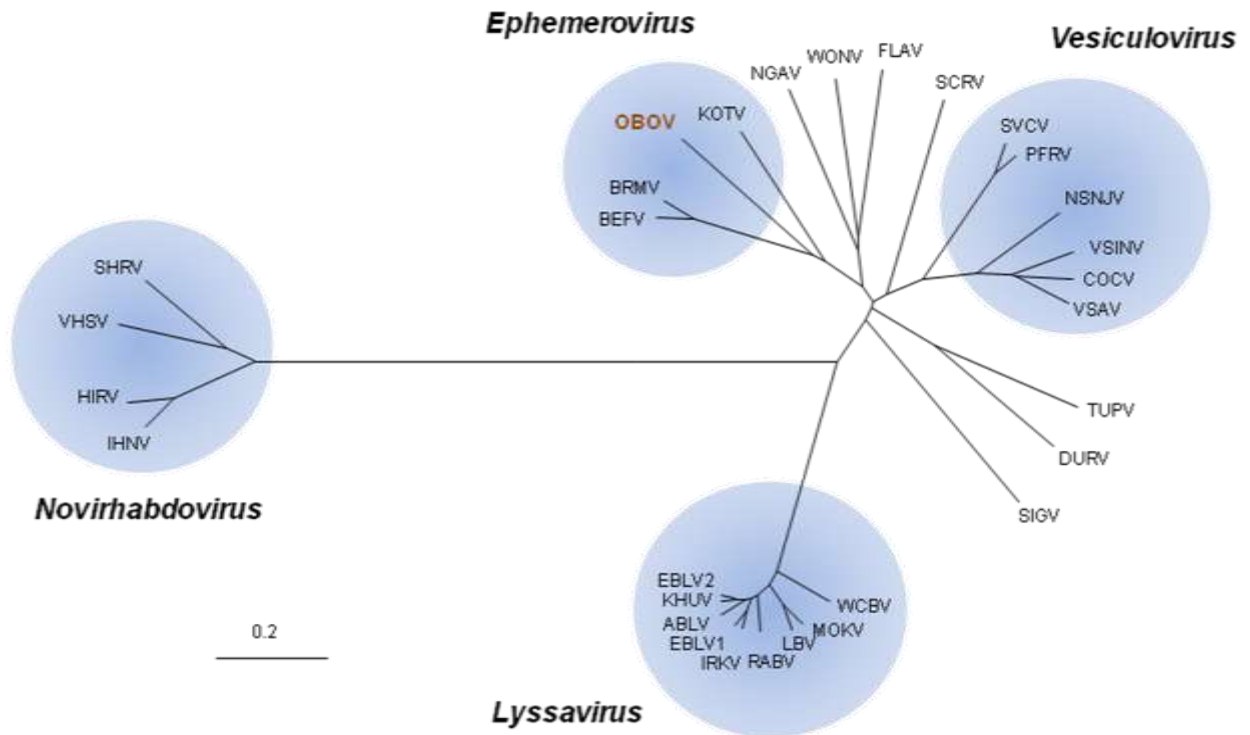 Ephemerovirus
Vesiculovirus
NGAV
WONV
FLAV
SCRV
OBOV
KOTV
SVCV
PFRV
BRMV
BEFV
NSNJV
VSINV
COCV
VSAV
SHRV
VHSV
HIRV
IHNV
Novirhabdovirus
TUPV
DURV
SIGV
EBLV2
KHUV
ABLV
EBLV1
IRKV
RABV
LBV
MOKV
WCBV
0.2
Lyssavirus